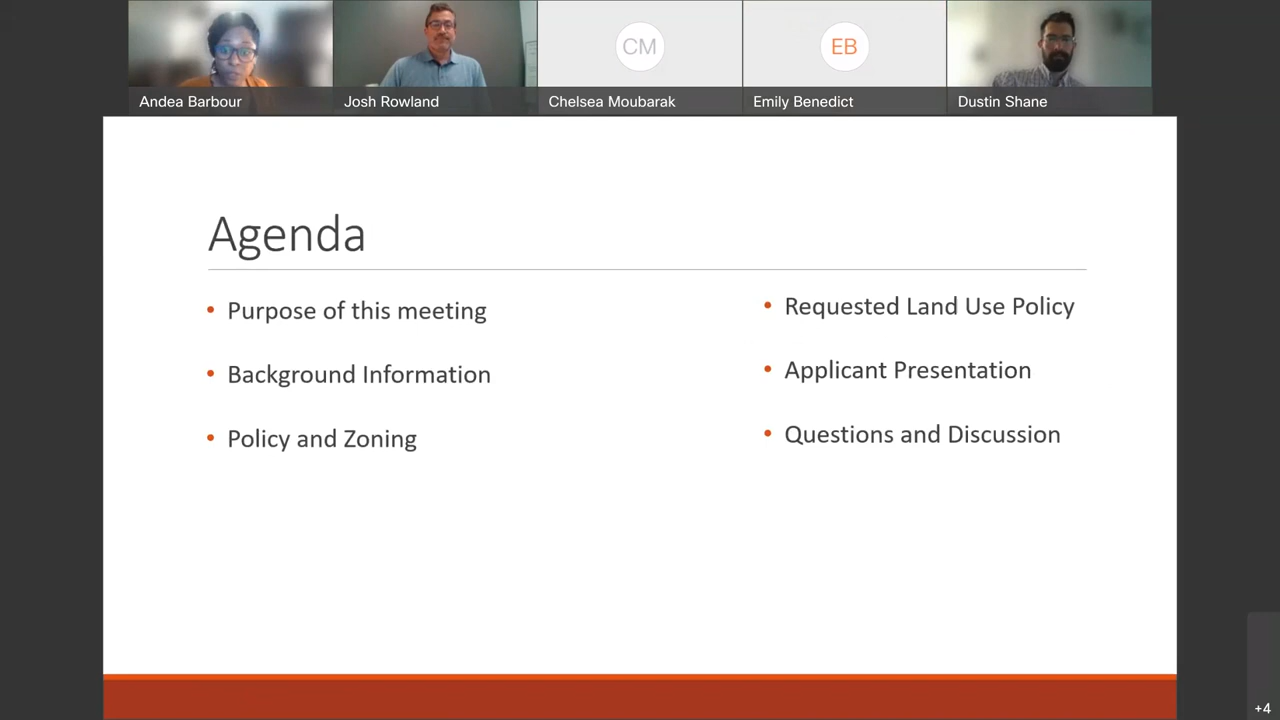 CM
EB
Andea Barbour
Josh Rowland
Chelsea Moubarak
Emily Benedict
Dustin Shane
Agenda
• Purpose of this meeting
• Background Information
• Policy and Zoning
• Requested Land Use Policy
• Applicant Presentation
• Questions and Discussion
+4